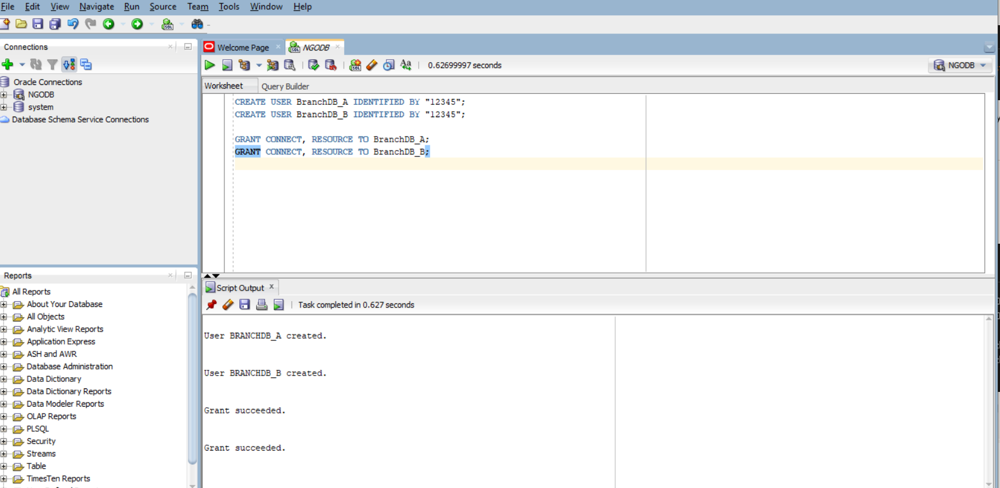 File Edit View Navigate Run Source Team Tools Window Help
Connections
Oracle Connections
NGODB
system
Database Schema Service Connections
Reports
All Reports
About Your Database
All Objects
Analytic View Reports
Application Express
ASH and AWR
Database Administration
Data Dictionary
Data Dictionary Reports
Data Modeler Reports
OLAP Reports
PLSQL
Security
Streams
Table
TimesTen Reports
Welcome Page NGODB
0.62699997 seconds NGODB
Worksheet Query Builder
CREATE USER BranchDB_A IDENTIFIED BY "12345";
CREATE USER BranchDB_B IDENTIFIED BY "12345";
GRANT CONNECT, RESOURCE TO BranchDB_A;
GRANT CONNECT, RESOURCE TO BranchDB_B;
Script Output
Task completed in 0.627 seconds
User BRANCHDB_A created.
User BRANCHDB_B created.
Grant succeeded.
Grant succeeded.